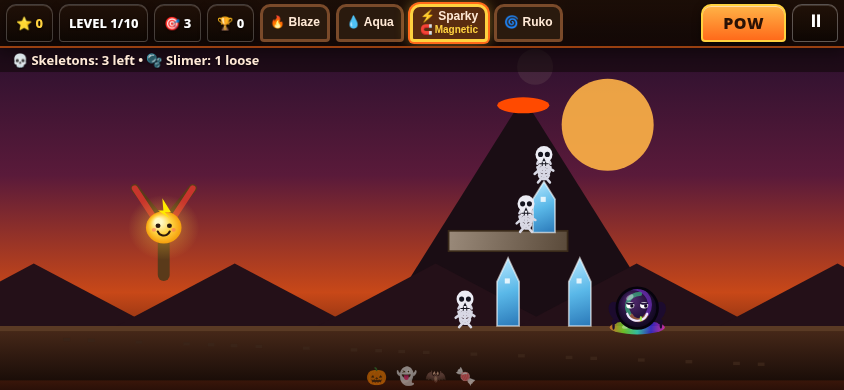 ⭐ 0
LEVEL 1/10
🎯 3
🏆 0
🔥 Blaze
💧 Aqua
⚡ Sparky
🧲 Magnetic
🌀 Ruko
POW
⏸
💀 Skeletons: 3 left • 🫧 Slimer: 1 loose